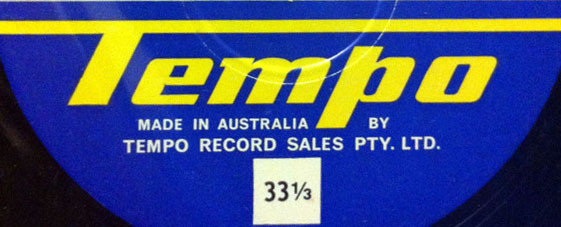 Tempo
MADE IN AUSTRALIA BY
TEMPO RECORD SALES PTY. LTD.
33⅓